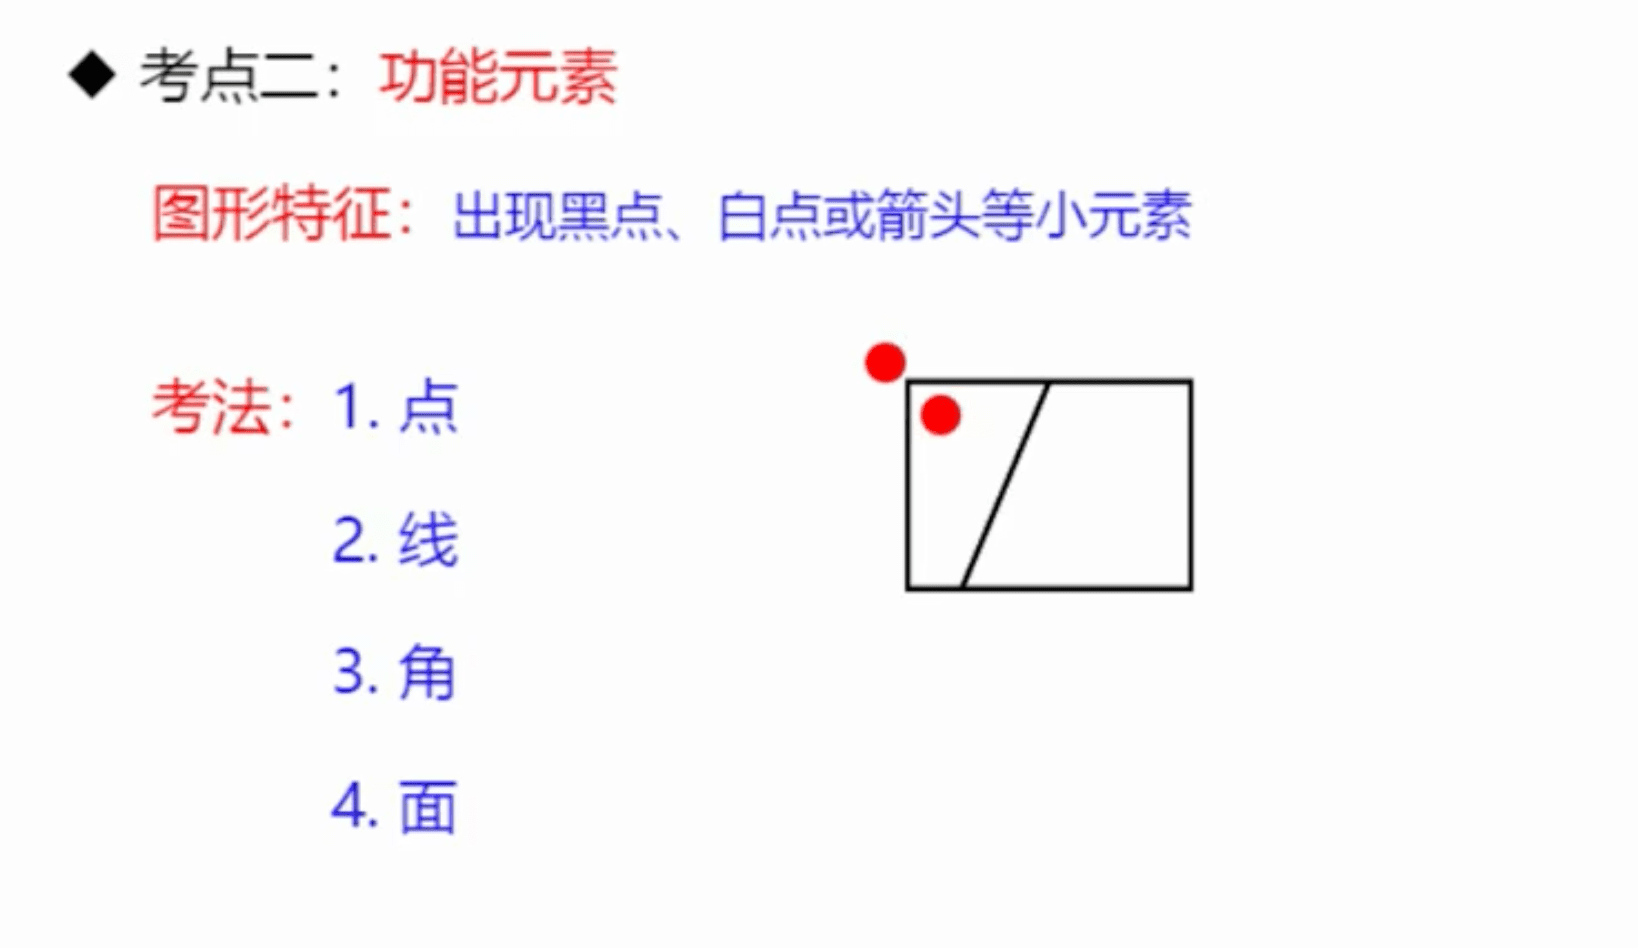 ◆ 考点二：功能元素
图形特征：出现黑点、白点或箭头等小元素
考法：1. 点
2. 线
3. 角
4. 面